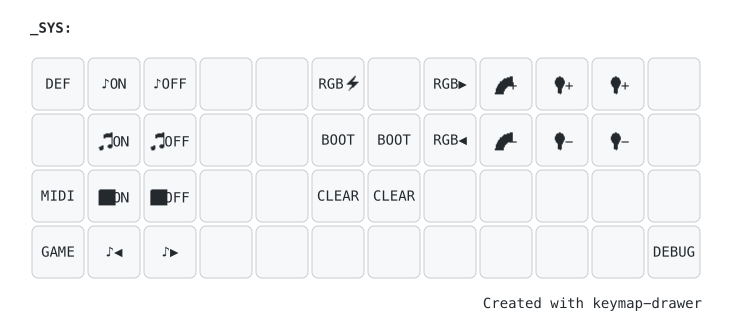 _SYS:
DEF ♪ON ♪OFF RGB⚡ RGB▶ 🌈+ 💡+ 💡+
🎵ON 🎵OFF BOOT BOOT RGB◀ 🌈− 💡− 💡−
MIDI ON OFF CLEAR CLEAR
GAME ♪◀ ♪▶ DEBUG
Created with keymap−drawer